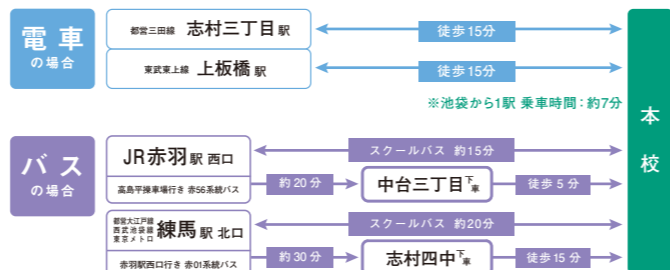 電車
の場合
都営三田線 志村三丁目駅
徒歩15分
東武東上線 上板橋駅
徒歩15分
※池袋から1駅 乗車時間：約7分
本校
バス
の場合
JR赤羽駅 西口
スクールバス 約15分
高島平操車場行き 赤56系統バス
約20分
中台三丁目下車
徒歩5分
都営大江戸線
西武池袋線
東京メトロ
練馬駅 北口
スクールバス 約20分
赤羽駅西口行き 赤01系統バス
約30分
志村四中下車
徒歩15分